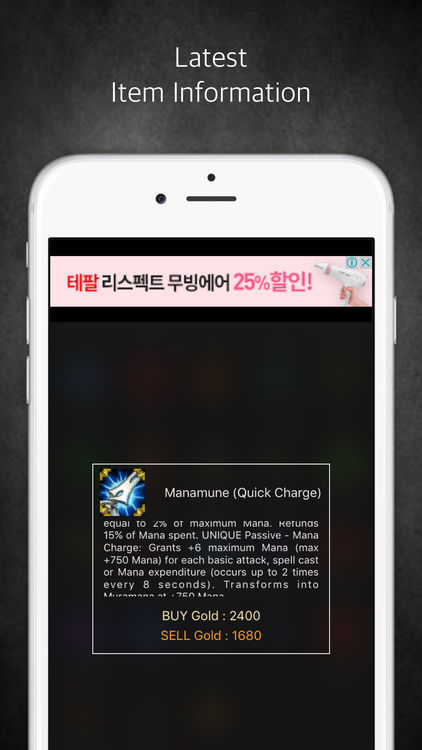 Latest
Item Information
테팔 리스펙트 무빙에어 25%할인!
Manamune (Quick Charge)
equal to 2% of maximum Mana. Refunds
15% of Mana spent. UNIQUE Passive - Mana
Charge: Grants +6 maximum Mana (max
+750 Mana) for each basic attack, spell cast
or Mana expenditure (occurs up to 2 times
every 8 seconds). Transforms into
Muramana at +750 Mana
BUY Gold : 2400
SELL Gold : 1680